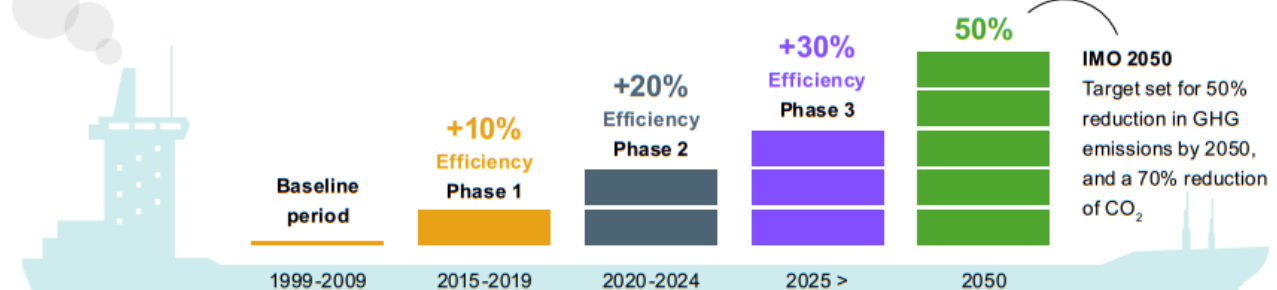 Baseline
period
1999-2009
+10%
Efficiency
Phase 1
2015-2019
+20%
Efficiency
Phase 2
2020-2024
+30%
Efficiency
Phase 3
2025 >
50%
2050
IMO 2050
Target set for 50%
reduction in GHG
emissions by 2050,
and a 70% reduction
of CO₂